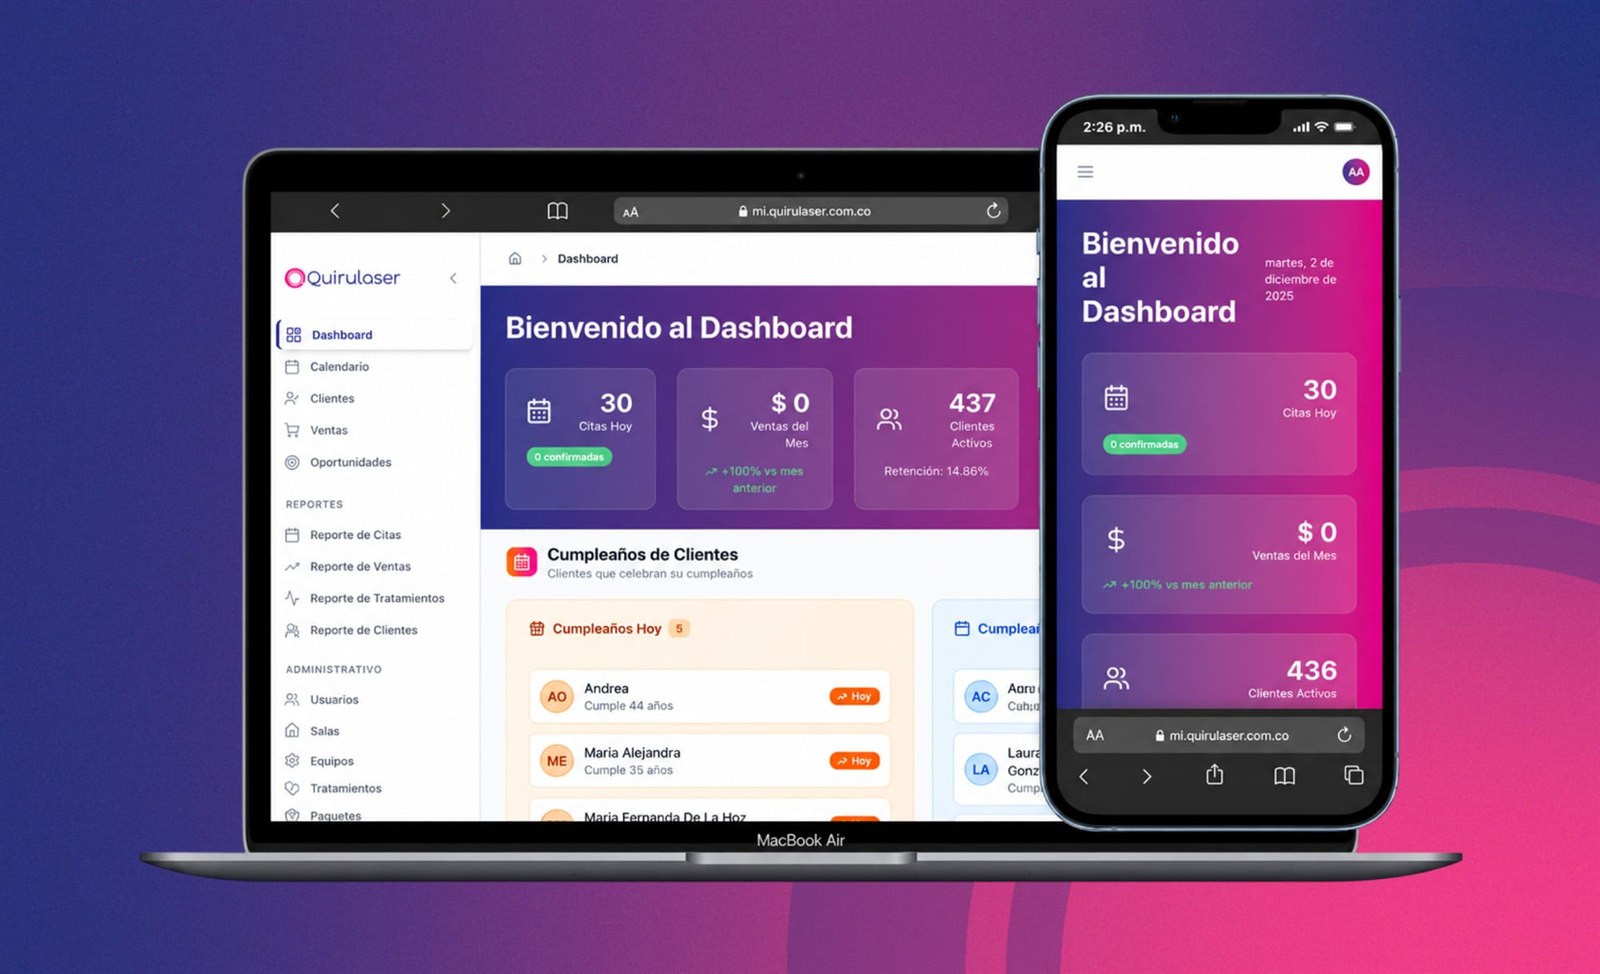 mi.quirulaser.com.co
AA
Quirulaser
Dashboard
Calendario
Clientes
Ventas
Oportunidades
REPORTES
Reporte de Citas
Reporte de Ventas
Reporte de Tratamientos
Reporte de Clientes
ADMINISTRATIVO
Usuarios
Salas
Equipos
Tratamientos
Paquetes
Dashboard
Bienvenido al Dashboard
30
Citas Hoy
0 confirmadas
$ 0
Ventas del
Mes
+100% vs mes
anterior
437
Clientes
Activos
Retención: 14.86%
Cumpleaños de Clientes
Clientes que celebran su cumpleaños
Cumpleaños Hoy 5
AO
Andrea
Cumple 44 años
Hoy
ME
Maria Alejandra
Cumple 35 años
Hoy
Maria Fernanda De La Hoz
AC
LA
MacBook Air
2:26 p.m.
AA
Bienvenido
al
Dashboard
martes, 2 de
diciembre de
2025
30
Citas Hoy
0 confirmadas
$ 0
Ventas del Mes
+100% vs mes anterior
436
Clientes Activos
AA
mi.quirulaser.com.co